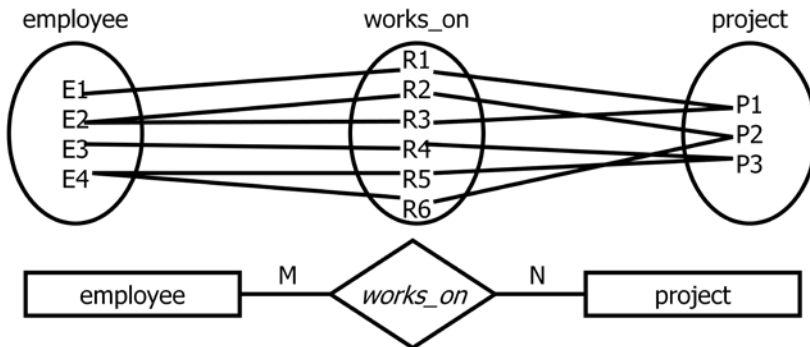 employee works_on project
R1
E1 R2 P1
E2 R3 P2
E3 R4 P3
E4 R5
R6
M N
employee works_on project